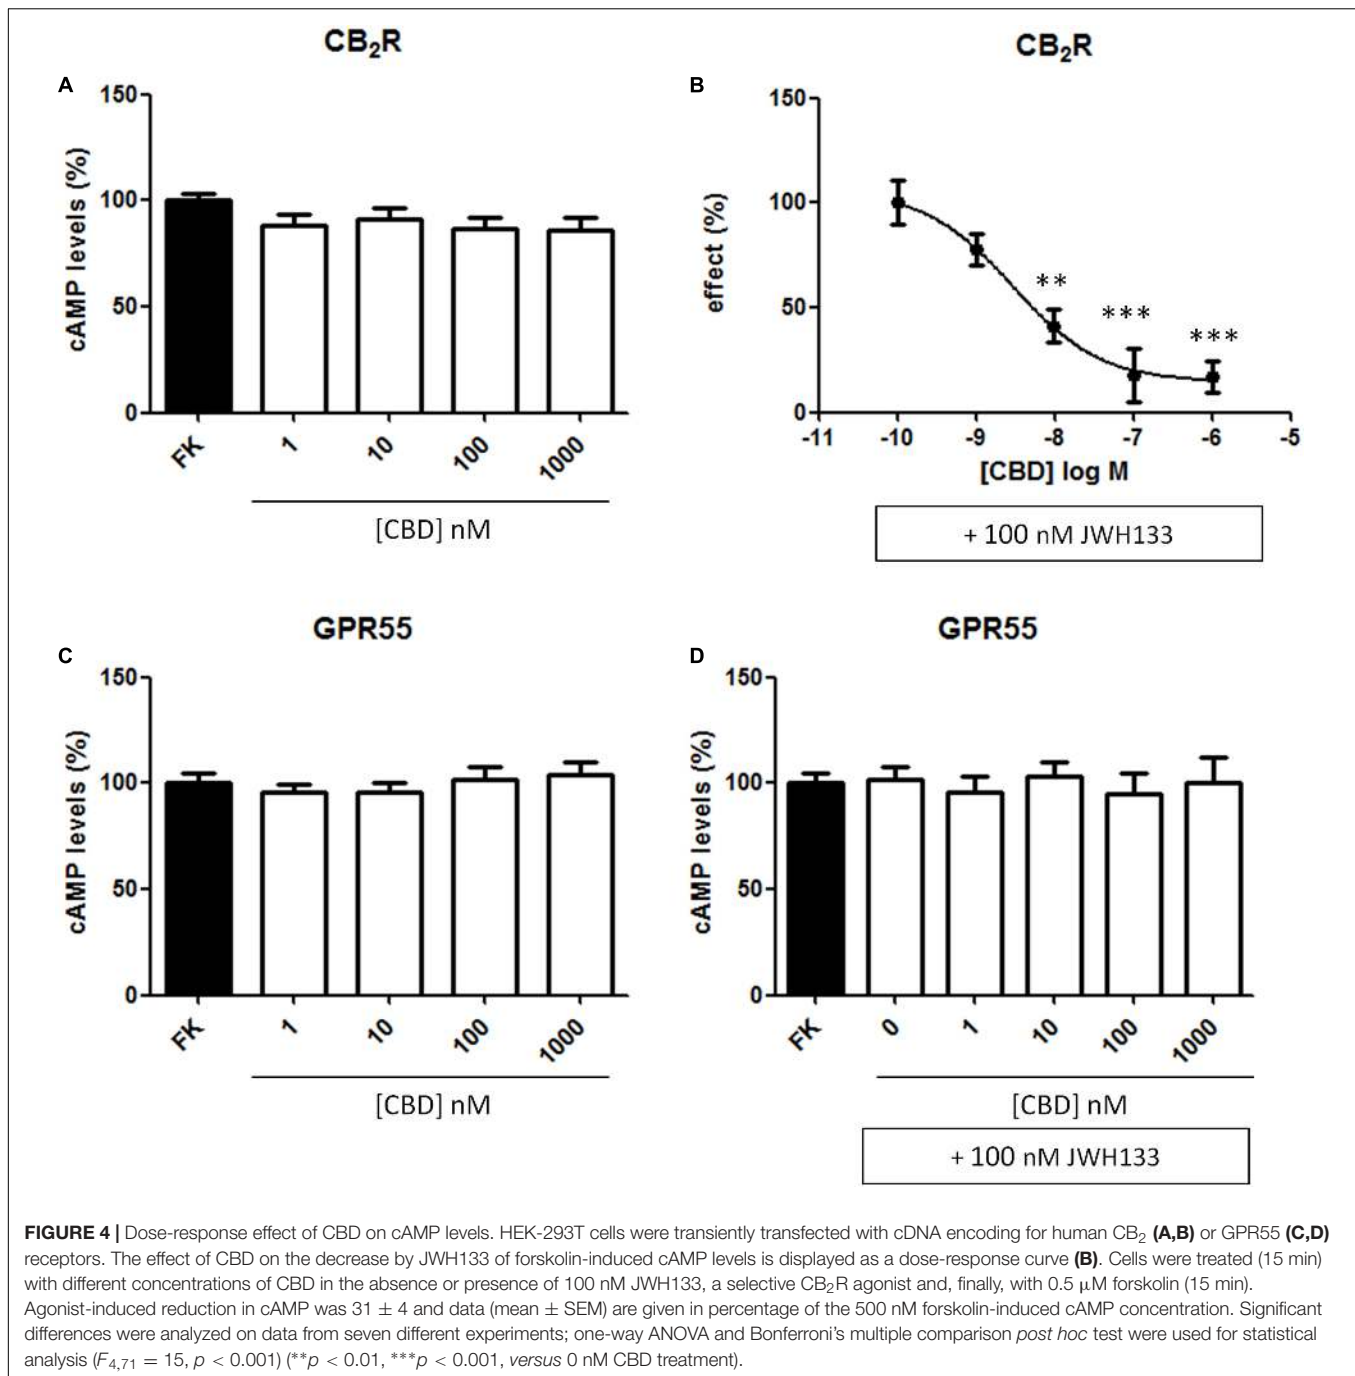 CB₂R
A
150
100
50
0
cAMP levels (%)
FK
1
10
100
1000
[CBD] nM
CB₂R
B
150
100
50
0
effect (%)
**
***
***
-11
-10
-9
-8
-7
-6
-5
[CBD] log M
+ 100 nM JWH133
GPR55
C
150
100
50
0
cAMP levels (%)
FK
1
10
100
1000
[CBD] nM
GPR55
D
150
100
50
0
cAMP levels (%)
FK
0
1
10
100
1000
[CBD] nM
+ 100 nM JWH133
FIGURE 4 | Dose-response effect of CBD on cAMP levels. HEK-293T cells were transiently transfected with cDNA encoding for human CB₂ (A,B) or GPR55 (C,D)
receptors. The effect of CBD on the decrease by JWH133 of forskolin-induced cAMP levels is displayed as a dose-response curve (B). Cells were treated (15 min)
with different concentrations of CBD in the absence or presence of 100 nM JWH133, a selective CB₂R agonist and, finally, with 0.5 μM forskolin (15 min).
Agonist-induced reduction in cAMP was 31 ± 4 and data (mean ± SEM) are given in percentage of the 500 nM forskolin-induced cAMP concentration. Significant
differences were analyzed on data from seven different experiments; one-way ANOVA and Bonferroni’s multiple comparison post hoc test were used for statistical
analysis (F₄,₇₁ = 15, p < 0.001) (**p < 0.01, ***p < 0.001, versus 0 nM CBD treatment).